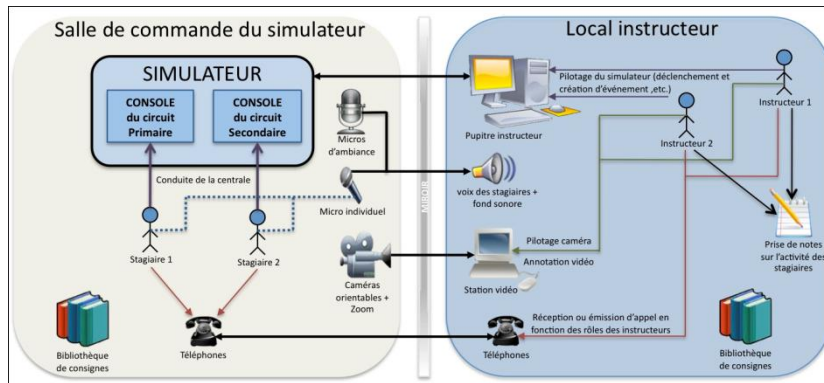 Salle de commande du simulateur
SIMULATEUR
CONSOLE
du circuit
Primaire
CONSOLE
du circuit
Secondaire
Conduite de la centrale
Stagiaire 1
Stagiaire 2
Micros
d'ambiance
Micro individuel
Caméras
orientables +
Zoom
Téléphones
Bibliothèque
de consignes
MIROIR
Local instructeur
Pilotage du simulateur (déclenchement et
création d'événement ,etc.)
Instructeur 1
Pupitre instructeur
Instructeur 2
voix des stagiaires +
fond sonore
Pilotage caméra
Annotation vidéo
Station vidéo
Prise de notes
sur l'activité des
stagiaires
Réception ou émission d'appel en
fonction des rôles des instructeurs
Téléphones
Bibliothèque
de consignes